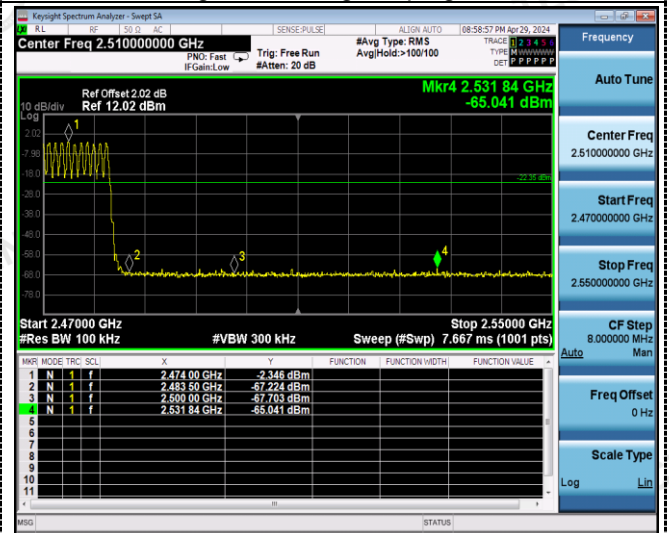 Keysight Spectrum Analyzer - Swept SA
RL RF 50 Ω AC SENSE:PULSE ALIGN AUTO 08:58:57 PM Apr 29, 2024
Center Freq 2.510000000 GHz #Avg Type: RMS TRACE 1 2 3 4 5 6 Frequency
PNO: Fast Trig: Free Run Avg|Hold:>100/100 TYPE M
IFGain:Low #Atten: 20 dB DET P P P P P P
Auto Tune
Mkr4 2.531 84 GHz
Ref Offset 2.02 dB
10 dB/div Ref 12.02 dBm -65.041 dBm
Log
1
2.02
Center Freq
2.510000000 GHz
-7.98
-18.0
-22.35 dBm
-28.0
Start Freq
2.470000000 GHz
-38.0
-48.0
-58.0
2 3 4
-68.0
-78.0
Stop Freq
2.550000000 GHz
Start 2.47000 GHz Stop 2.55000 GHz
#Res BW 100 kHz #VBW 300 kHz Sweep (#Swp) 7.667 ms (1001 pts)
CF Step
8.000000 MHz
Auto Man
MKR MODE TRC SCL X Y FUNCTION FUNCTION WIDTH FUNCTION VALUE
1 N 1 f 2.474 00 GHz -2.346 dBm
2 N 1 f 2.483 50 GHz -67.224 dBm
3 N 1 f 2.500 00 GHz -67.703 dBm
4 N 1 f 2.531 84 GHz -65.041 dBm
5
6
7
8
9
10
11
Freq Offset
0 Hz
Scale Type
Log Lin
MSG STATUS